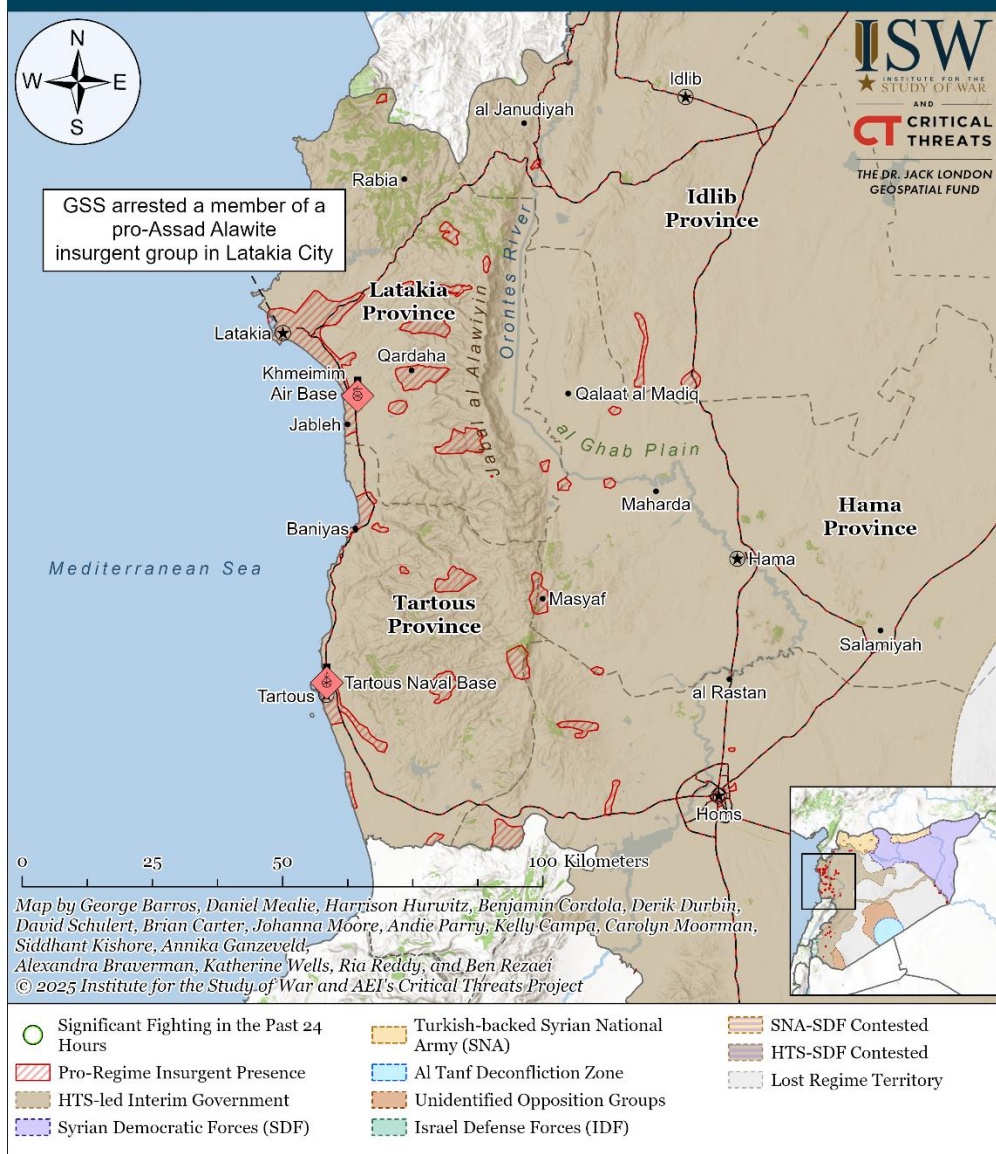 N
W
E
S
ISW
INSTITUTE FOR THE
STUDY OF WAR
AND
CT CRITICAL
THREATS
THE DR. JACK LONDON
GEOSPATIAL FUND
Idlib
al Janudiyah
Rabia
Idlib
Province
GSS arrested a member of a
pro-Assad Alawite
insurgent group in Latakia City
Orontes River
Latakia
Province
Latakia
Jabal al Alawiyin
Qardaha
Khmeimim
Air Base
Qalaat al Madiq
Jableh
al Ghab Plain
Maharda
Hama
Province
Baniyas
Hama
Mediterranean Sea
Masyaf
Tartous
Province
Salamiyah
Tartous Naval Base
al Rastan
Tartous
Homs
0 25 50 100 Kilometers
Map by George Barros, Daniel Mealie, Harrison Hurwitz, Benjamin Cordola, Derik Durbin,
David Schulert, Brian Carter, Johanna Moore, Andie Parry, Kelly Campa, Carolyn Moorman,
Siddhant Kishore, Annika Ganzeveld,
Alexandra Braverman, Katherine Wells, Ria Reddy, and Ben Rezaei
© 2025 Institute for the Study of War and AEI's Critical Threats Project
Significant Fighting in the Past 24
Hours
Pro-Regime Insurgent Presence
HTS-led Interim Government
Syrian Democratic Forces (SDF)
Turkish-backed Syrian National
Army (SNA)
Al Tanf Deconfliction Zone
Unidentified Opposition Groups
Israel Defense Forces (IDF)
SNA-SDF Contested
HTS-SDF Contested
Lost Regime Territory